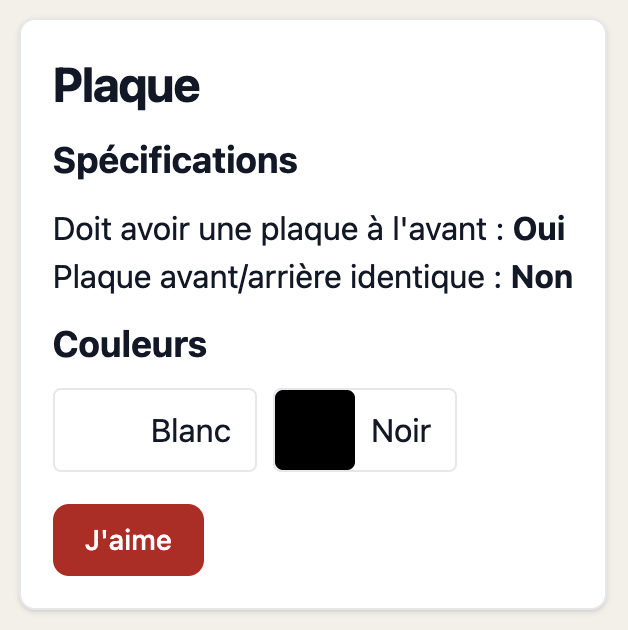 Plaque
Spécifications
Doit avoir une plaque à l'avant : Oui
Plaque avant/arrière identique : Non
Couleurs
Blanc Noir
J'aime